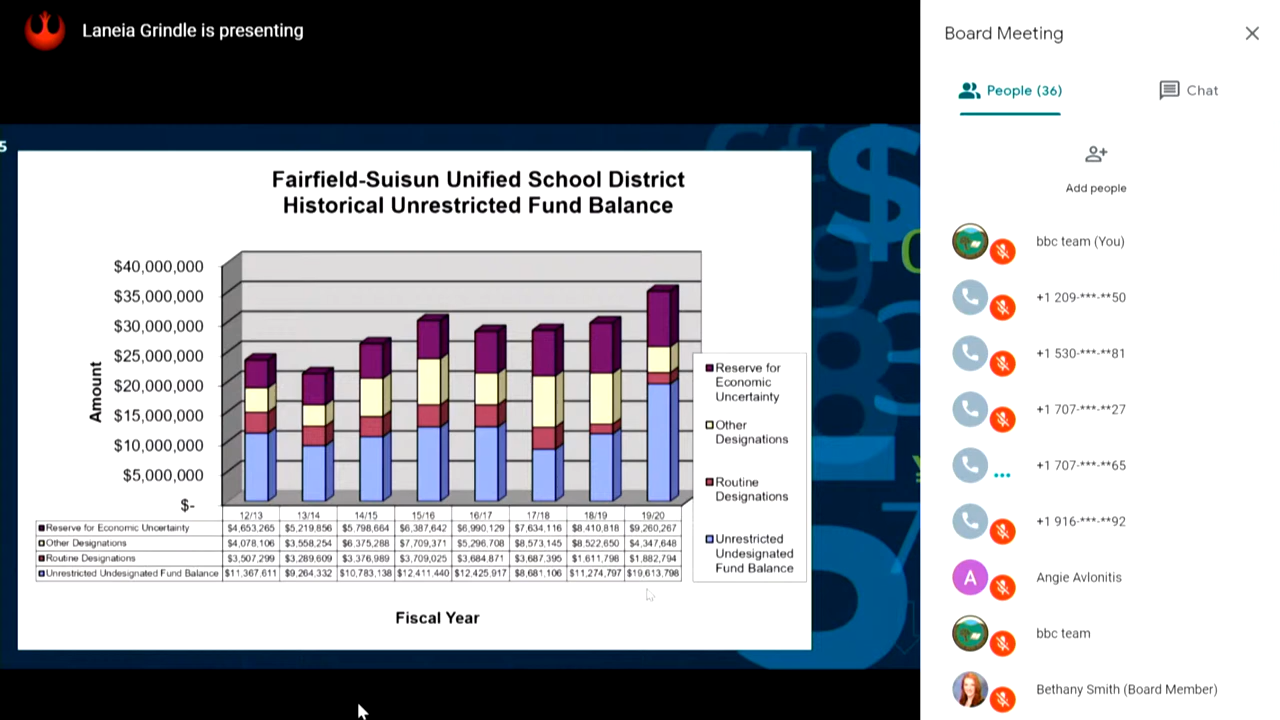 Laneia Grindle is presenting
5
Fairfield-Suisun Unified School District
Historical Unrestricted Fund Balance
$40,000,000
$35,000,000
$30,000,000
$25,000,000
$20,000,000
$15,000,000
$10,000,000
$5,000,000
$-
Amount
Reserve for
Economic
Uncertainty
Other
Designations
Routine
Designations
Unrestricted
Undesignated
Fund Balance
12/13 13/14 14/15 15/16 16/17 17/18 18/19 19/20
Reserve for Economic Uncertainty $4,653,265 $5,219,856 $5,798,664 $6,387,642 $6,990,129 $7,634,116 $8,410,818 $9,260,267
Other Designations $4,078,106 $3,558,254 $6,375,288 $7,709,371 $5,296,708 $8,573,145 $8,522,650 $4,347,648
Routine Designations $3,507,299 $3,289,609 $3,376,989 $3,709,025 $3,684,871 $3,687,395 $1,611,798 $1,882,794
Unrestricted Undesignated Fund Balance $11,367,611 $9,264,332 $10,783,138 $12,411,440 $12,425,917 $8,681,106 $11,274,797 $19,613,798
Fiscal Year
Board Meeting
People (36)
Chat
Add people
bbc team (You)
+1 209-***-**50
+1 530-***-**81
+1 707-***-**27
+1 707-***-**65
+1 916-***-**92
A
Angie Avlonitis
bbc team
Bethany Smith (Board Member)